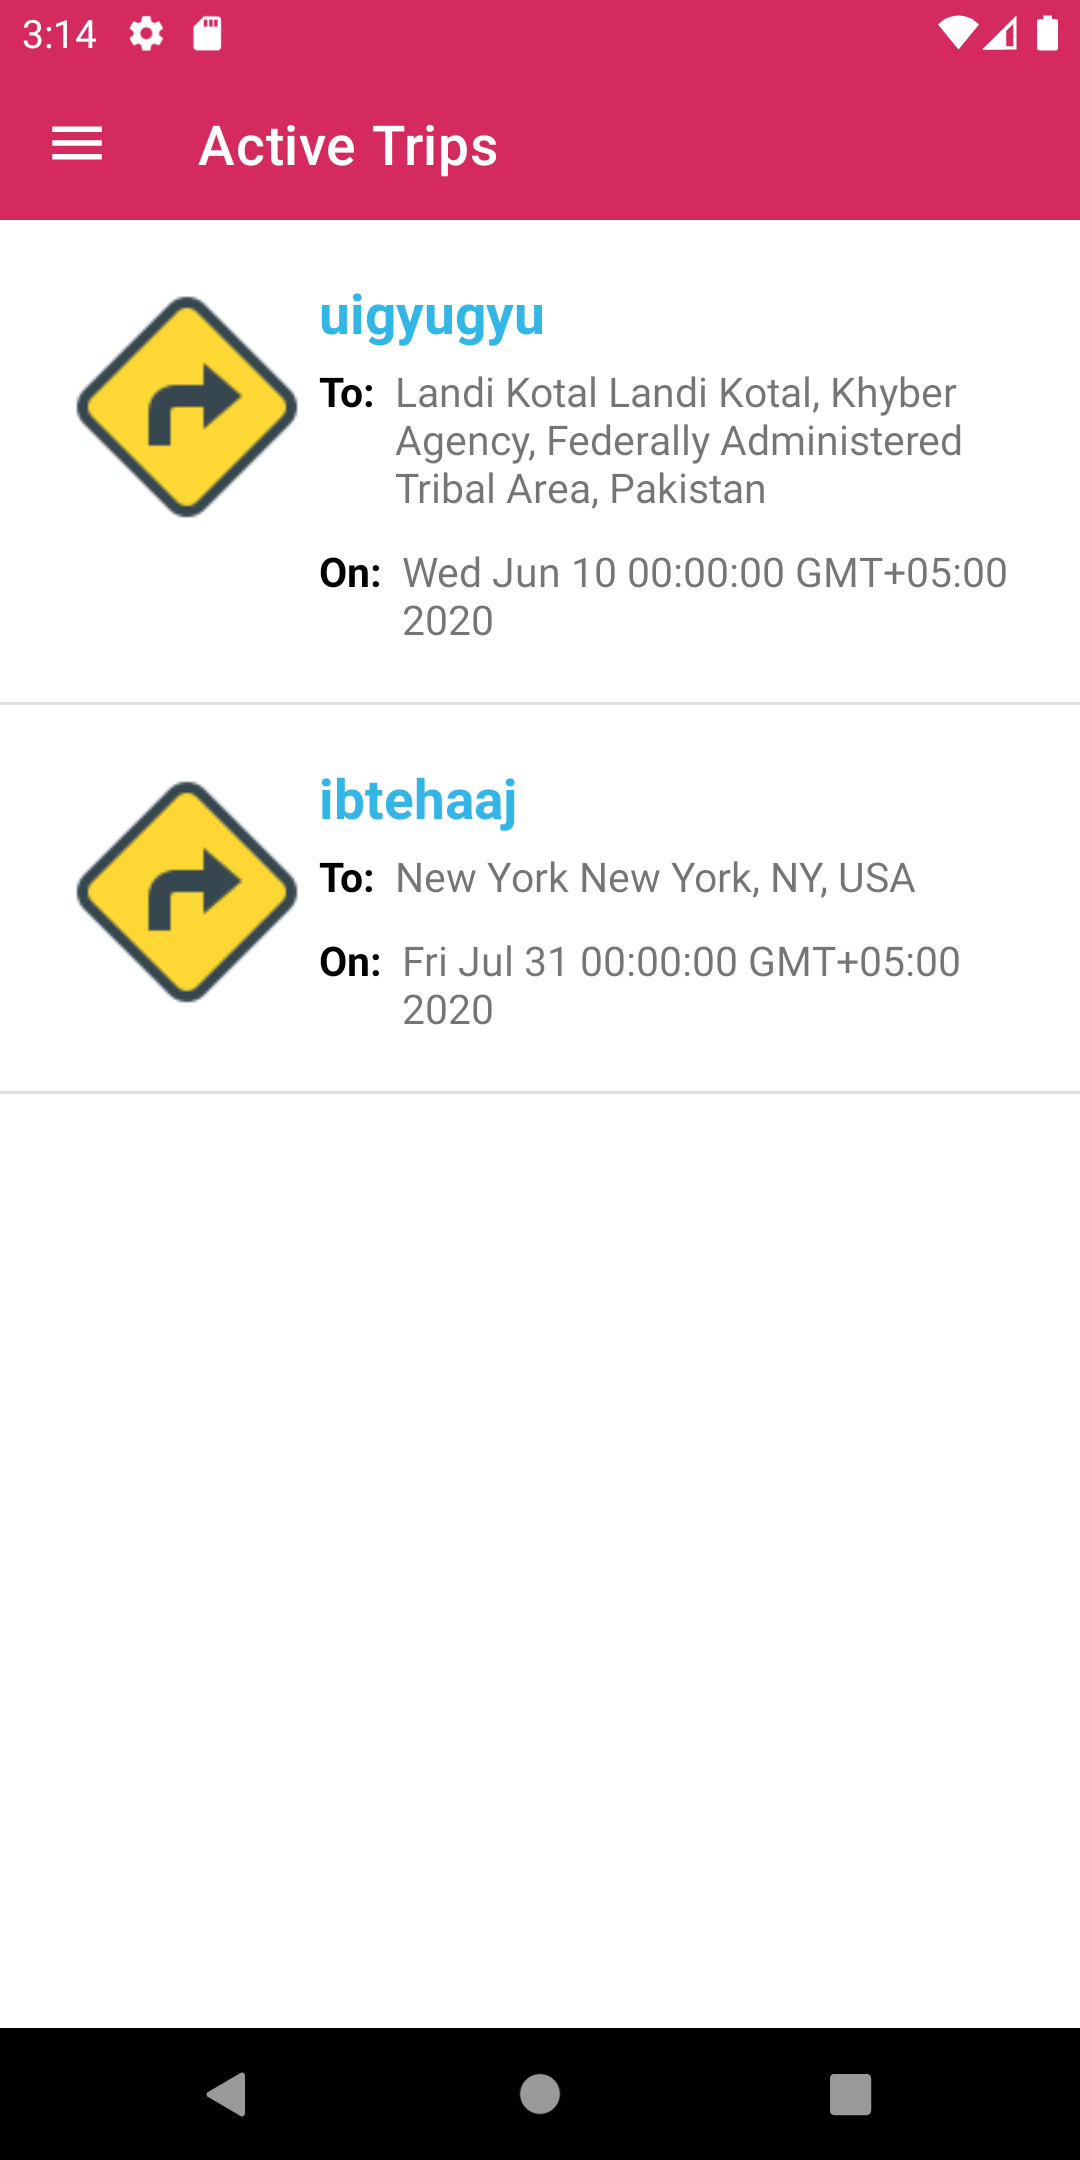 3:14
Active Trips
uigyugyu
To: Landi Kotal Landi Kotal, Khyber
Agency, Federally Administered
Tribal Area, Pakistan
On: Wed Jun 10 00:00:00 GMT+05:00
2020
ibtehaaj
To: New York New York, NY, USA
On: Fri Jul 31 00:00:00 GMT+05:00
2020